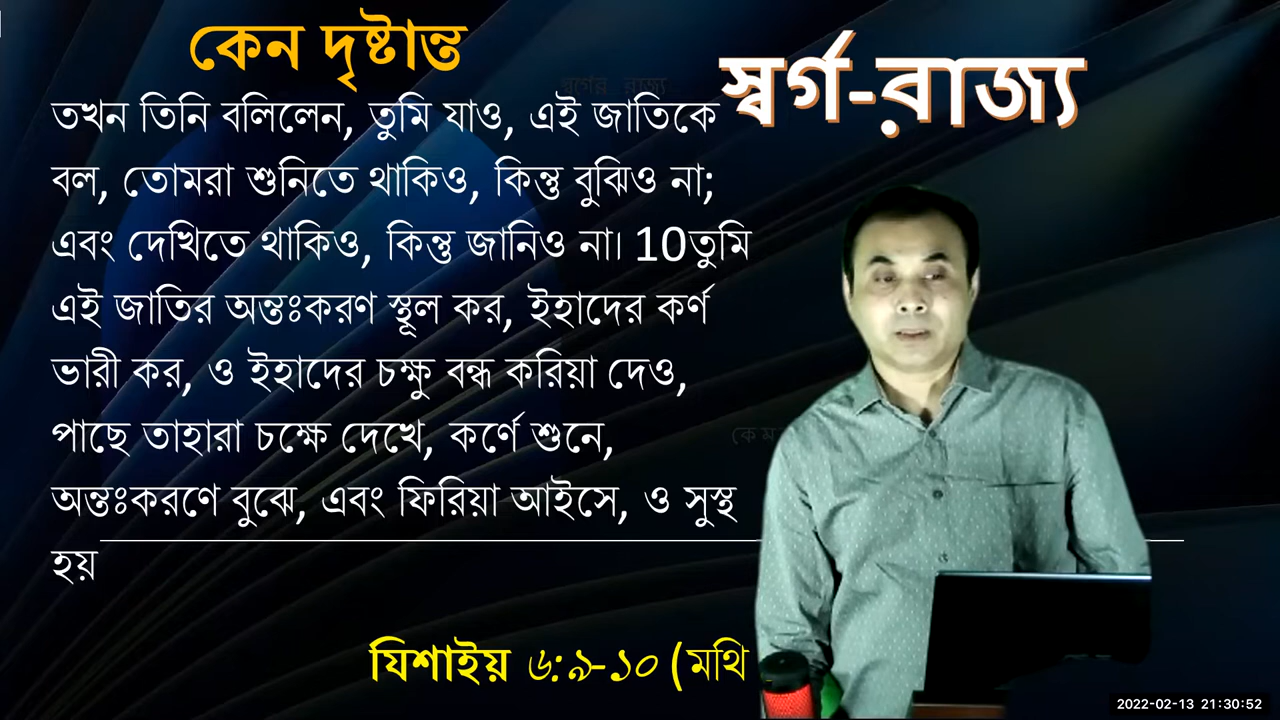 কেন দৃষ্টান্ত
স্বর্গ-রাজ্য
স্বর্গের রাজ্য
তখন তিনি বলিলেন, তুমি যাও, এই জাতিকে
বল, তোমরা শুনিতে থাকিও, কিন্তু বুঝিও না;
এবং দেখিতে থাকিও, কিন্তু জানিও না। 10তুমি
এই জাতির অন্তঃকরণ স্থূল কর, ইহাদের কর্ণ
ভারী কর, ও ইহাদের চক্ষু বন্ধ করিয়া দেও,
পাছে তাহারা চক্ষে দেখে, কর্ণে শুনে,
অন্তঃকরণে বুঝে, এবং ফিরিয়া আইসে, ও সুস্থ
হয়
যিশাইয় ৬:৯-১০ (মথি
2022-02-13 21:30:52